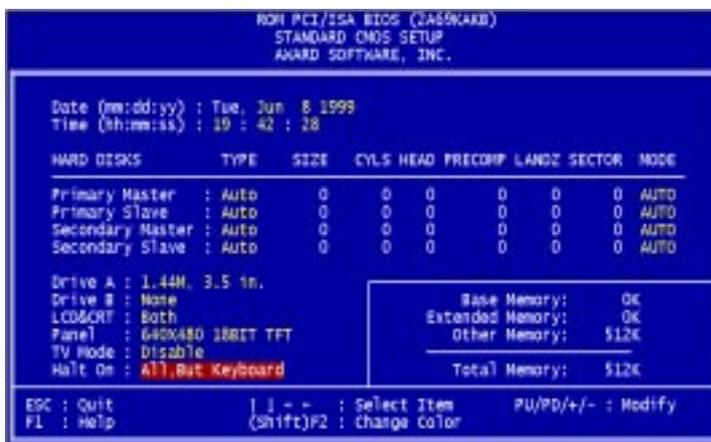 ROM PCI/ISA BIOS (2A69KAKB)
STANDARD CMOS SETUP
AWARD SOFTWARE, INC.
Date (mm:dd:yy) : Tue, Jun 8 1999
Time (hh:mm:ss) : 19 : 42 : 28
HARD DISKS TYPE SIZE CYLS HEAD PRECOMP LANDZ SECTOR MODE
Primary Master : Auto 0 0 0 0 0 0 AUTO
Primary Slave : Auto 0 0 0 0 0 0 AUTO
Secondary Master : Auto 0 0 0 0 0 0 AUTO
Secondary Slave : Auto 0 0 0 0 0 0 AUTO
Drive A : 1.44M, 3.5 in.
Drive B : None
LCD&CRT : Both
Panel : 640X480 18BIT TFT
TV Mode : Disable
Halt On : All,But Keyboard
Base Memory: 0K
Extended Memory: 0K
Other Memory: 512K
Total Memory: 512K
ESC : Quit
F1 : Help
: Select Item
(Shift)F2 : Change Color
PU/PD/+/- : Modify